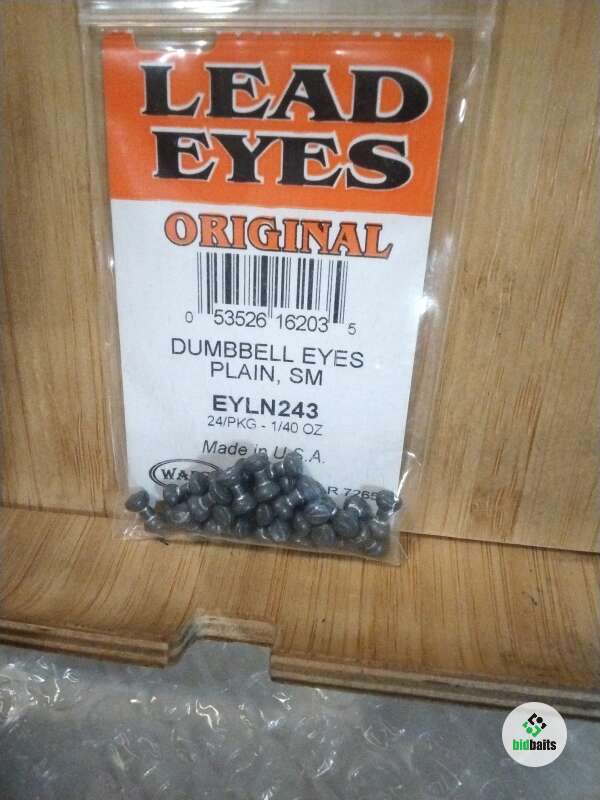 LEAD
EYES
ORIGINAL
0 53526 16203 5
DUMBBELL EYES
PLAIN, SM
EYLN243
24/PKG - 1/40 OZ
Made in U.S.A.
bidbaits